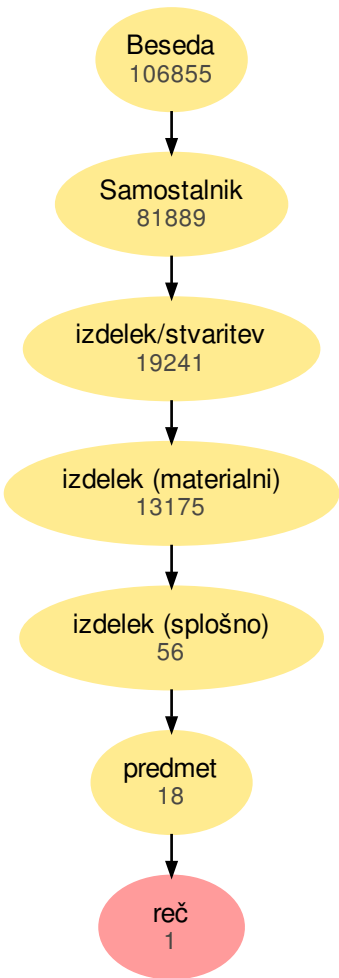 Beseda
106855
Samostalnik
81889
izdelek/stvaritev
19241
izdelek (materialni)
13175
izdelek (splošno)
56
predmet
18
reč
1